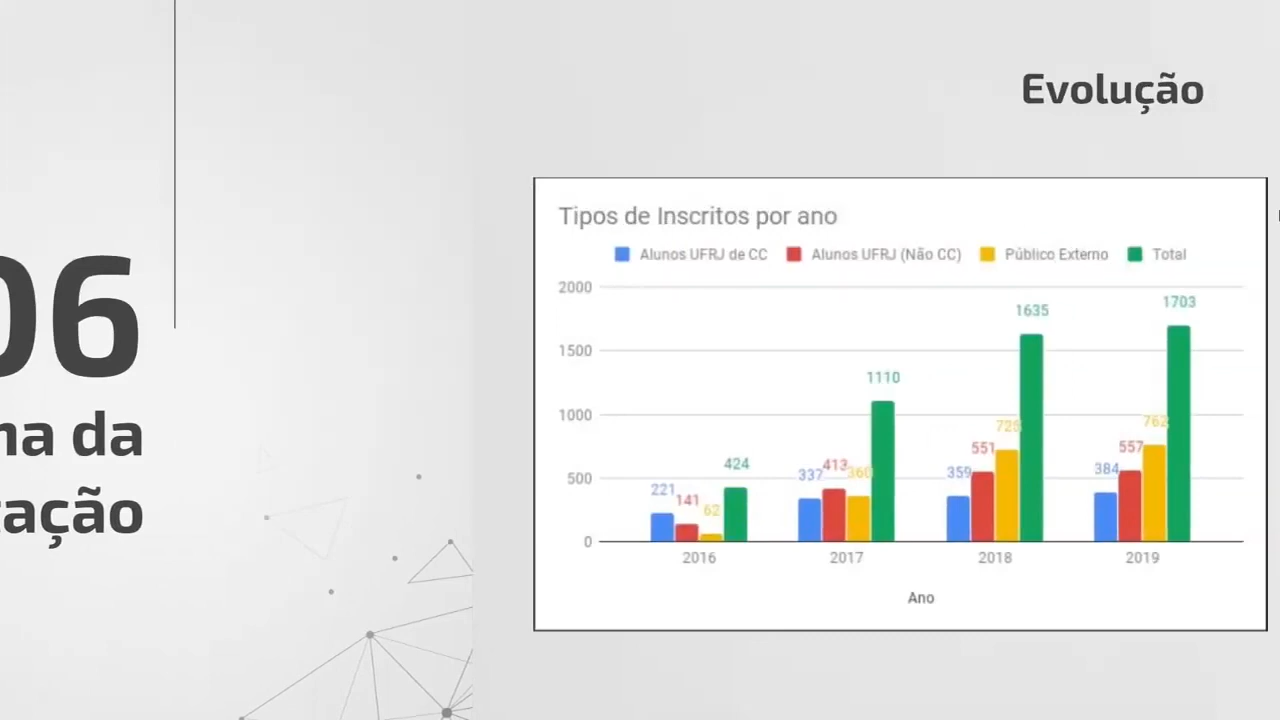 06
da
Evolução
Tipos de Inscritos por ano
Alunos UFRJ de CC Alunos UFRJ (Não CC) Público Externo Total
2000
1500
1000
500
0
221 141 62 424
337 413 360 1110
359 551 725 1635
384 557 762 1703
2016 2017 2018 2019
Ano